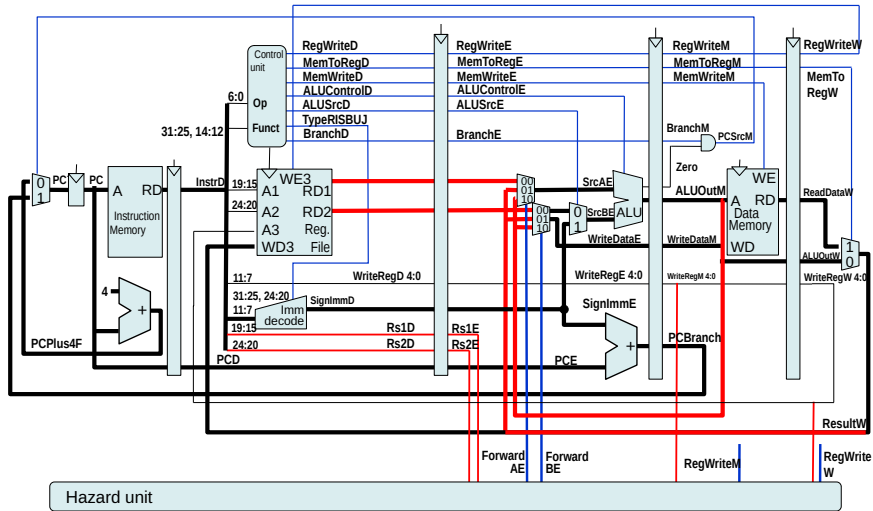 Control
unit
RegWriteD
RegWriteE
RegWriteM
RegWriteW
MemToRegD
MemToRegE
MemToRegM
MemTo
RegW
MemWriteD
MemWriteE
MemWriteM
6:0
Op
ALUControlD
ALUControlE
ALUSrcD
ALUSrcE
Funct
TypeRISBUJ
31:25, 14:12
BranchD
BranchE
BranchM
PCSrcM
Zero
0
1
PC
PC
A
RD
Instruction
Memory
InstrD
19:15
24:20
WE3
A1
RD1
A2
RD2
A3
Reg.
WD3
File
00
01
10
00
01
10
SrcAE
0
1
SrcBE
ALU
ALUOutM
WE
A
RD
Data
Memory
WD
ReadDataW
WriteDataE
WriteDataM
1
0
ALUOutW
11:7
WriteRegD 4:0
WriteRegE 4:0
WriteRegM 4:0
WriteRegW 4:0
4
+
31:25, 24:20
11:7
Imm
decode
SignImmD
SignImmE
19:15
Rs1D
Rs1E
24:20
Rs2D
Rs2E
PCPlus4F
PCD
PCE
+
PCBranch
ResultW
Forward
AE
Forward
BE
RegWriteM
RegWrite
W
Hazard unit